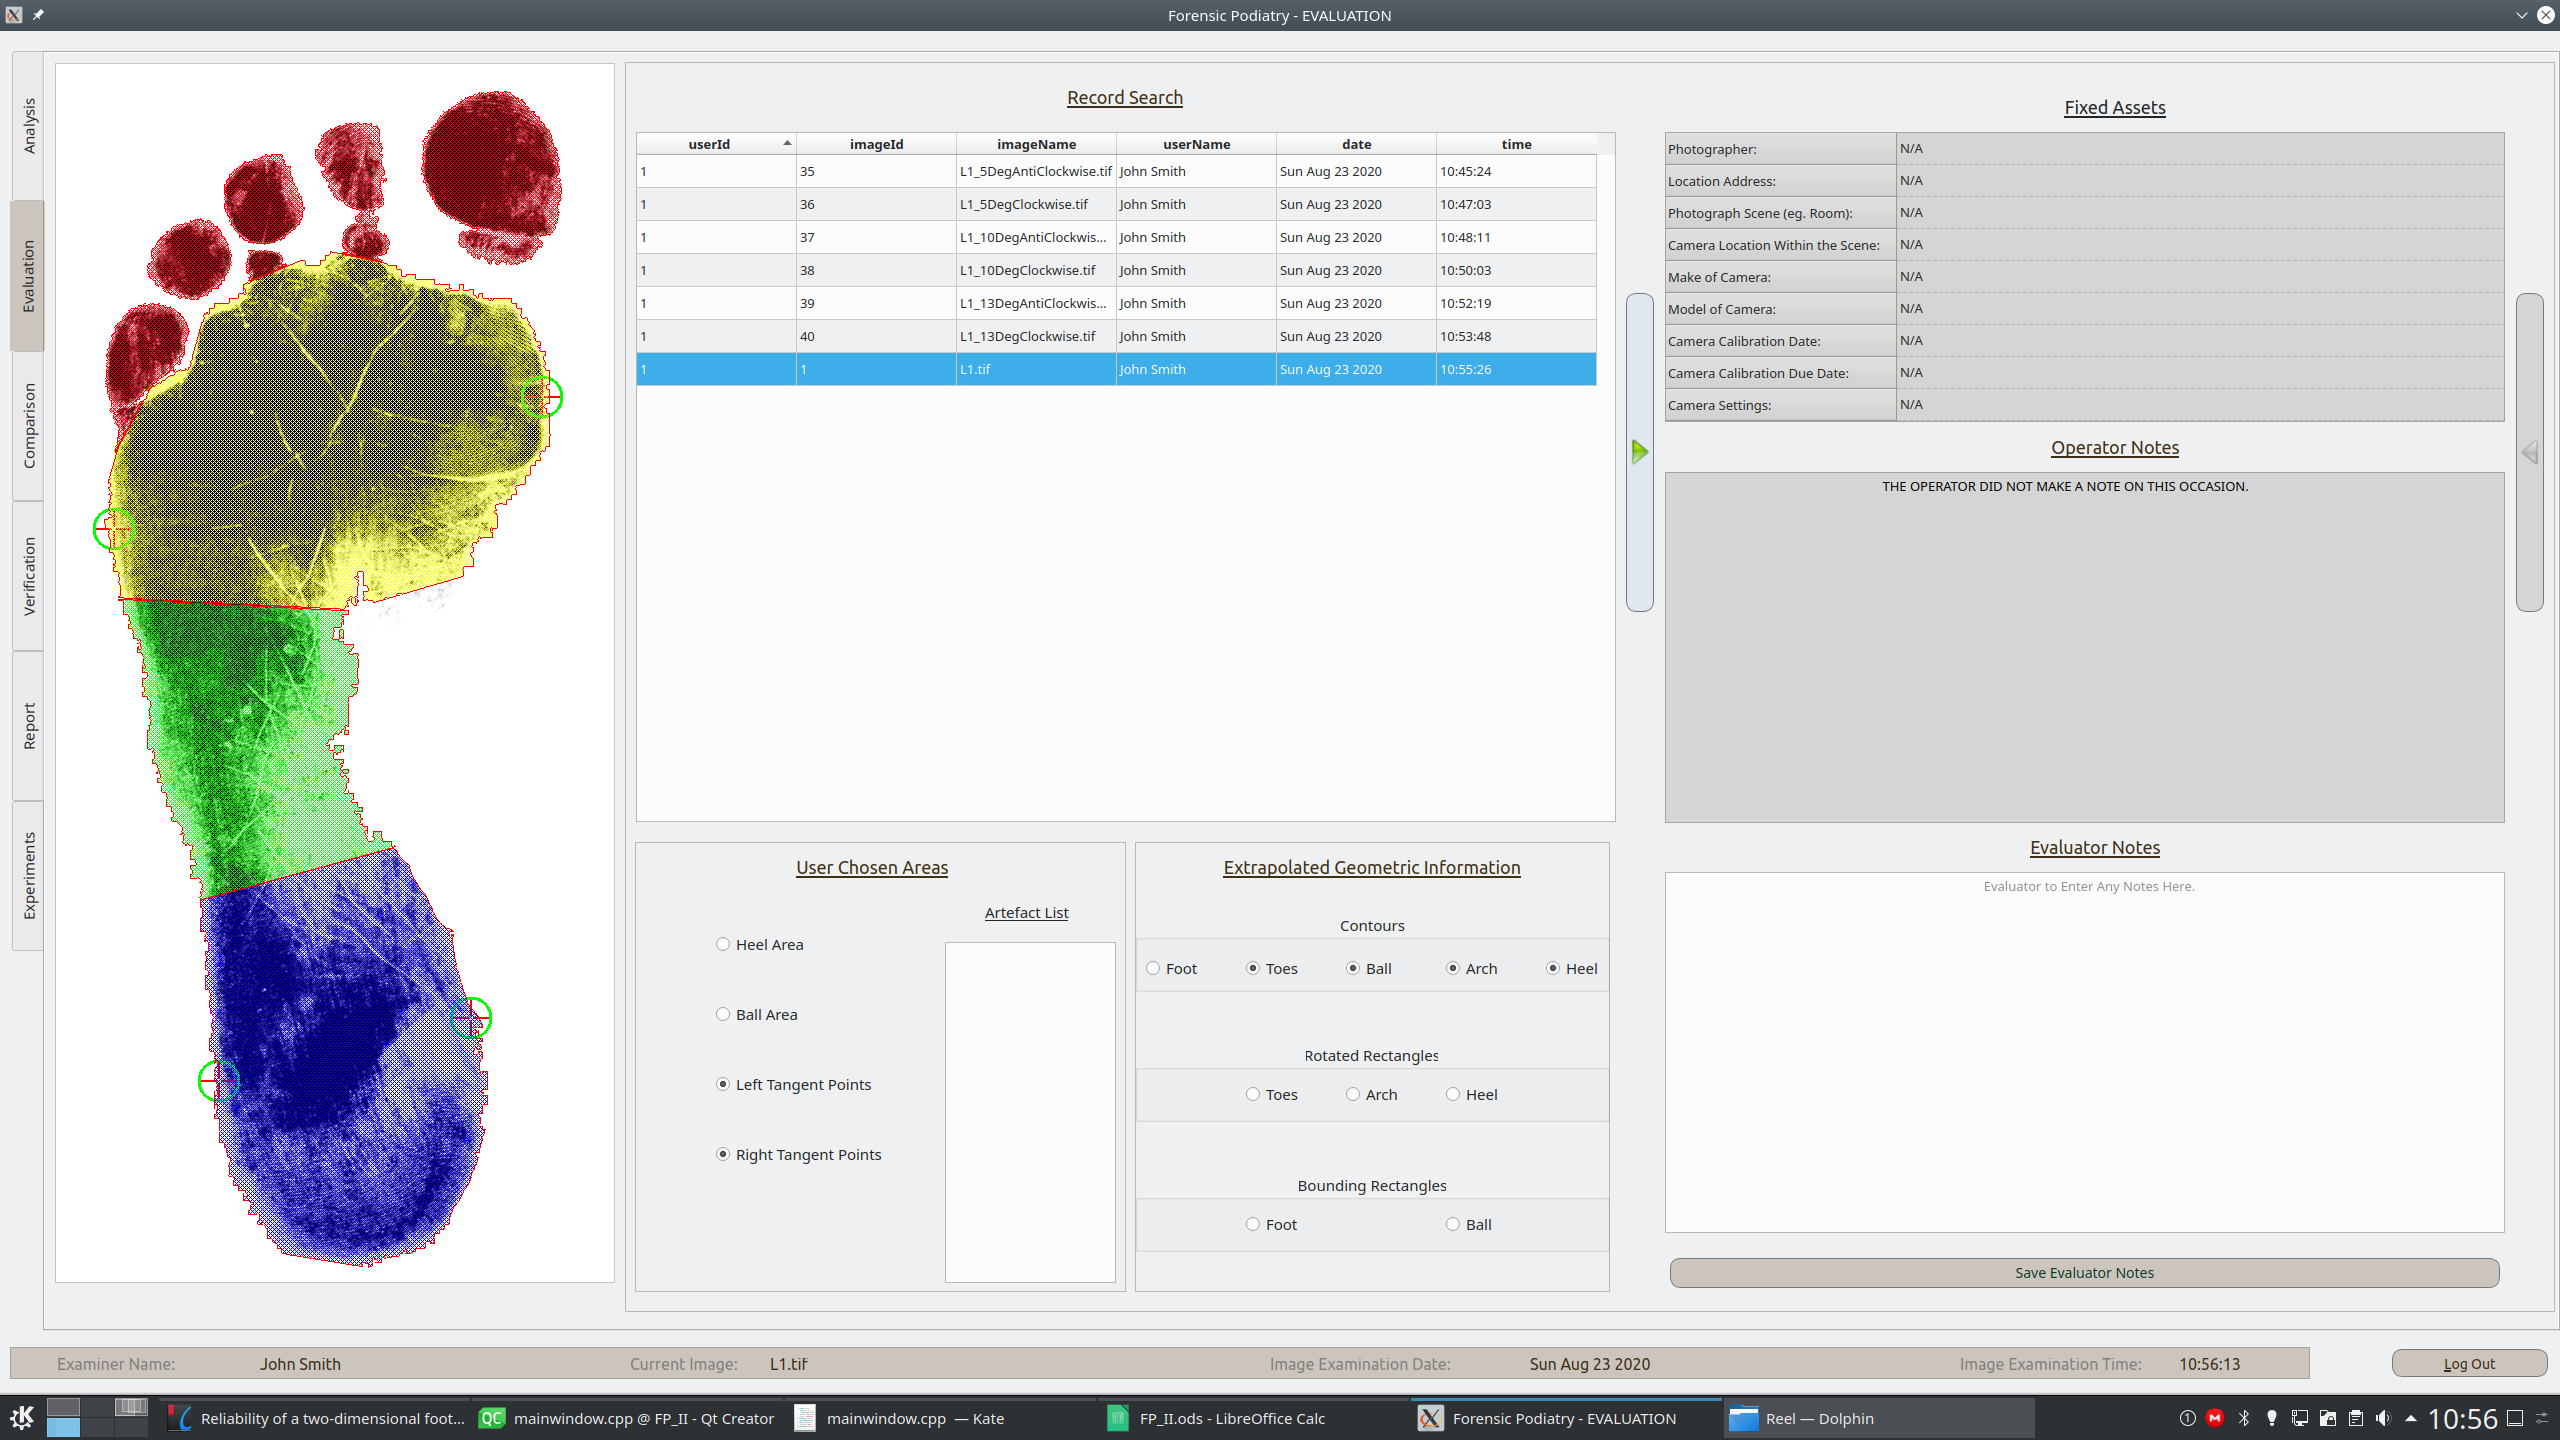 Forensic Podiatry - EVALUATION
Analysis
Evaluation
Comparison
Verification
Report
Experiments
Record Search
userId imageId imageName userName date time
1 35 L1_5DegAntiClockwise.tif John Smith Sun Aug 23 2020 10:45:24
1 36 L1_5DegClockwise.tif John Smith Sun Aug 23 2020 10:47:03
1 37 L1_10DegAntiClockwis... John Smith Sun Aug 23 2020 10:48:11
1 38 L1_10DegClockwise.tif John Smith Sun Aug 23 2020 10:50:03
1 39 L1_13DegAntiClockwis... John Smith Sun Aug 23 2020 10:52:19
1 40 L1_13DegClockwise.tif John Smith Sun Aug 23 2020 10:53:48
1 1 L1.tif John Smith Sun Aug 23 2020 10:55:26
User Chosen Areas
Artefact List
Heel Area
Ball Area
Left Tangent Points
Right Tangent Points
Extrapolated Geometric Information
Contours
Foot Toes Ball Arch Heel
Rotated Rectangles
Toes Arch Heel
Bounding Rectangles
Foot Ball
Fixed Assets
Photographer: N/A
Location Address: N/A
Photograph Scene (eg. Room): N/A
Camera Location Within the Scene: N/A
Make of Camera: N/A
Model of Camera: N/A
Camera Calibration Date: N/A
Camera Calibration Due Date: N/A
Camera Settings: N/A
Operator Notes
THE OPERATOR DID NOT MAKE A NOTE ON THIS OCCASION.
Evaluator Notes
Evaluator to Enter Any Notes Here.
Save Evaluator Notes
Examiner Name: John Smith Current Image: L1.tif Image Examination Date: Sun Aug 23 2020 Image Examination Time: 10:56:13
Log Out
Reliability of a two-dimensional foot... QC mainwindow.cpp @ FP_II - Qt Creator mainwindow.cpp — Kate FP_II.ods - LibreOffice Calc Forensic Podiatry - EVALUATION Reel — Dolphin 1 M 10:56